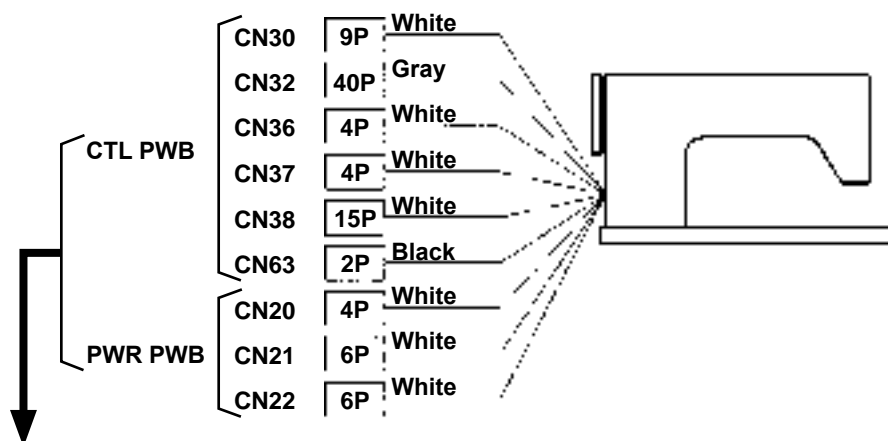 CN30 9P White
CN32 40P Gray
CN36 4P White
CTL PWB
CN37 4P White
CN38 15P White
CN63 2P Black
CN20 4P White
PWR PWB CN21 6P White
CN22 6P White